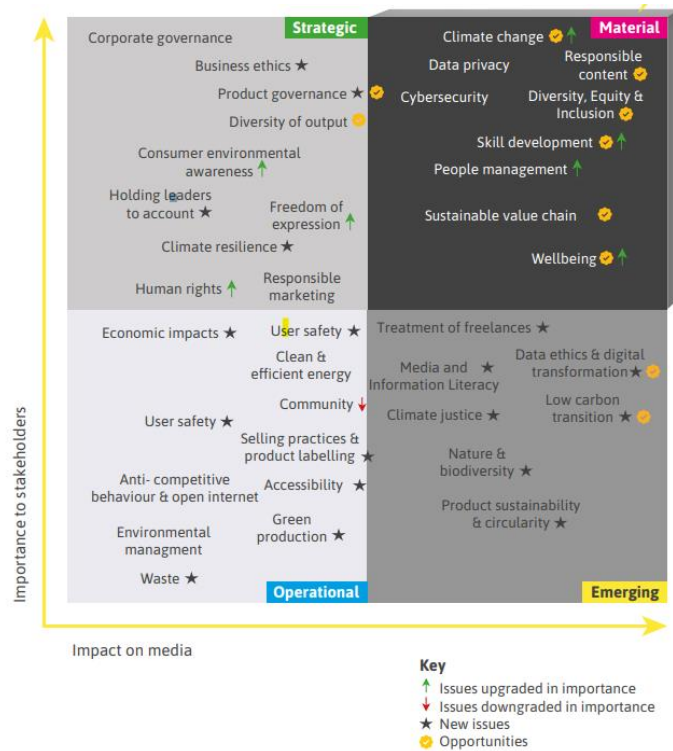 Strategic
Material
Corporate governance
Business ethics ★
Product governance ★
Diversity of output
Consumer environmental
awareness ↑
Holding leaders
to account ★
Freedom of
expression ↑
Climate resilience ★
Human rights ↑
Responsible
marketing
Climate change ↑
Data privacy
Responsible
content
Cybersecurity
Diversity, Equity &
Inclusion
Skill development ↑
People management ↑
Sustainable value chain
Wellbeing ↑
Economic impacts ★
User safety ★
Clean &
efficient energy
Community ↓
User safety ★
Selling practices &
product labelling ★
Anti- competitive
behaviour & open internet
Accessibility ★
Environmental
managment
Green
production ★
Waste ★
Operational
Treatment of freelances ★
Media and ★
Information Literacy
Data ethics & digital
transformation ★
Climate justice ★
Low carbon
transition ★
Nature &
biodiversity ★
Product sustainability
& circularity ★
Emerging
Importance to stakeholders
Impact on media
Key
↑ Issues upgraded in importance
↓ Issues downgraded in importance
★ New issues
Opportunities